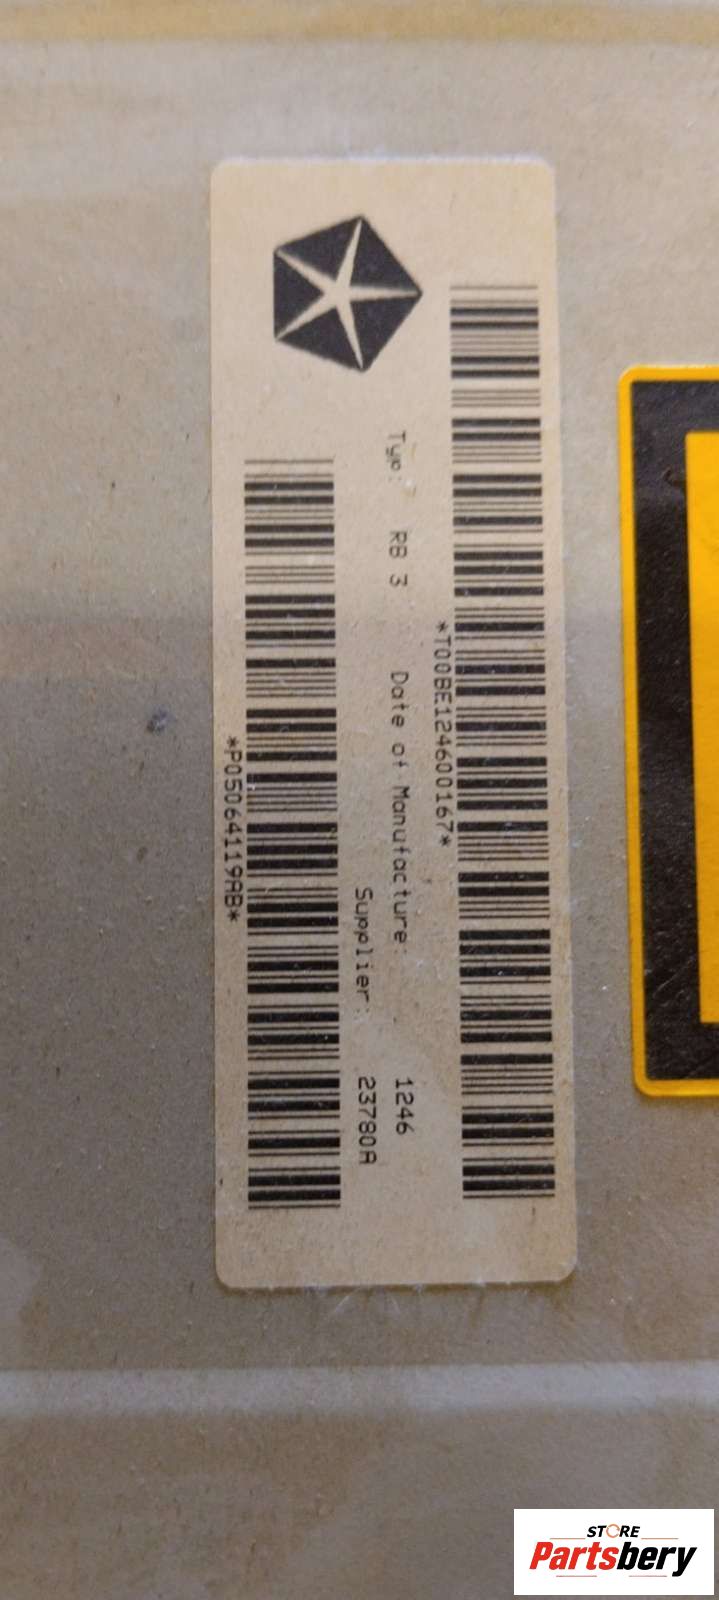 *T00BE124600167*
Typ: RB 3 Date of Manufacture: 1246
Supplier: 23780A
*P05064119AB*
STORE
Partsbery